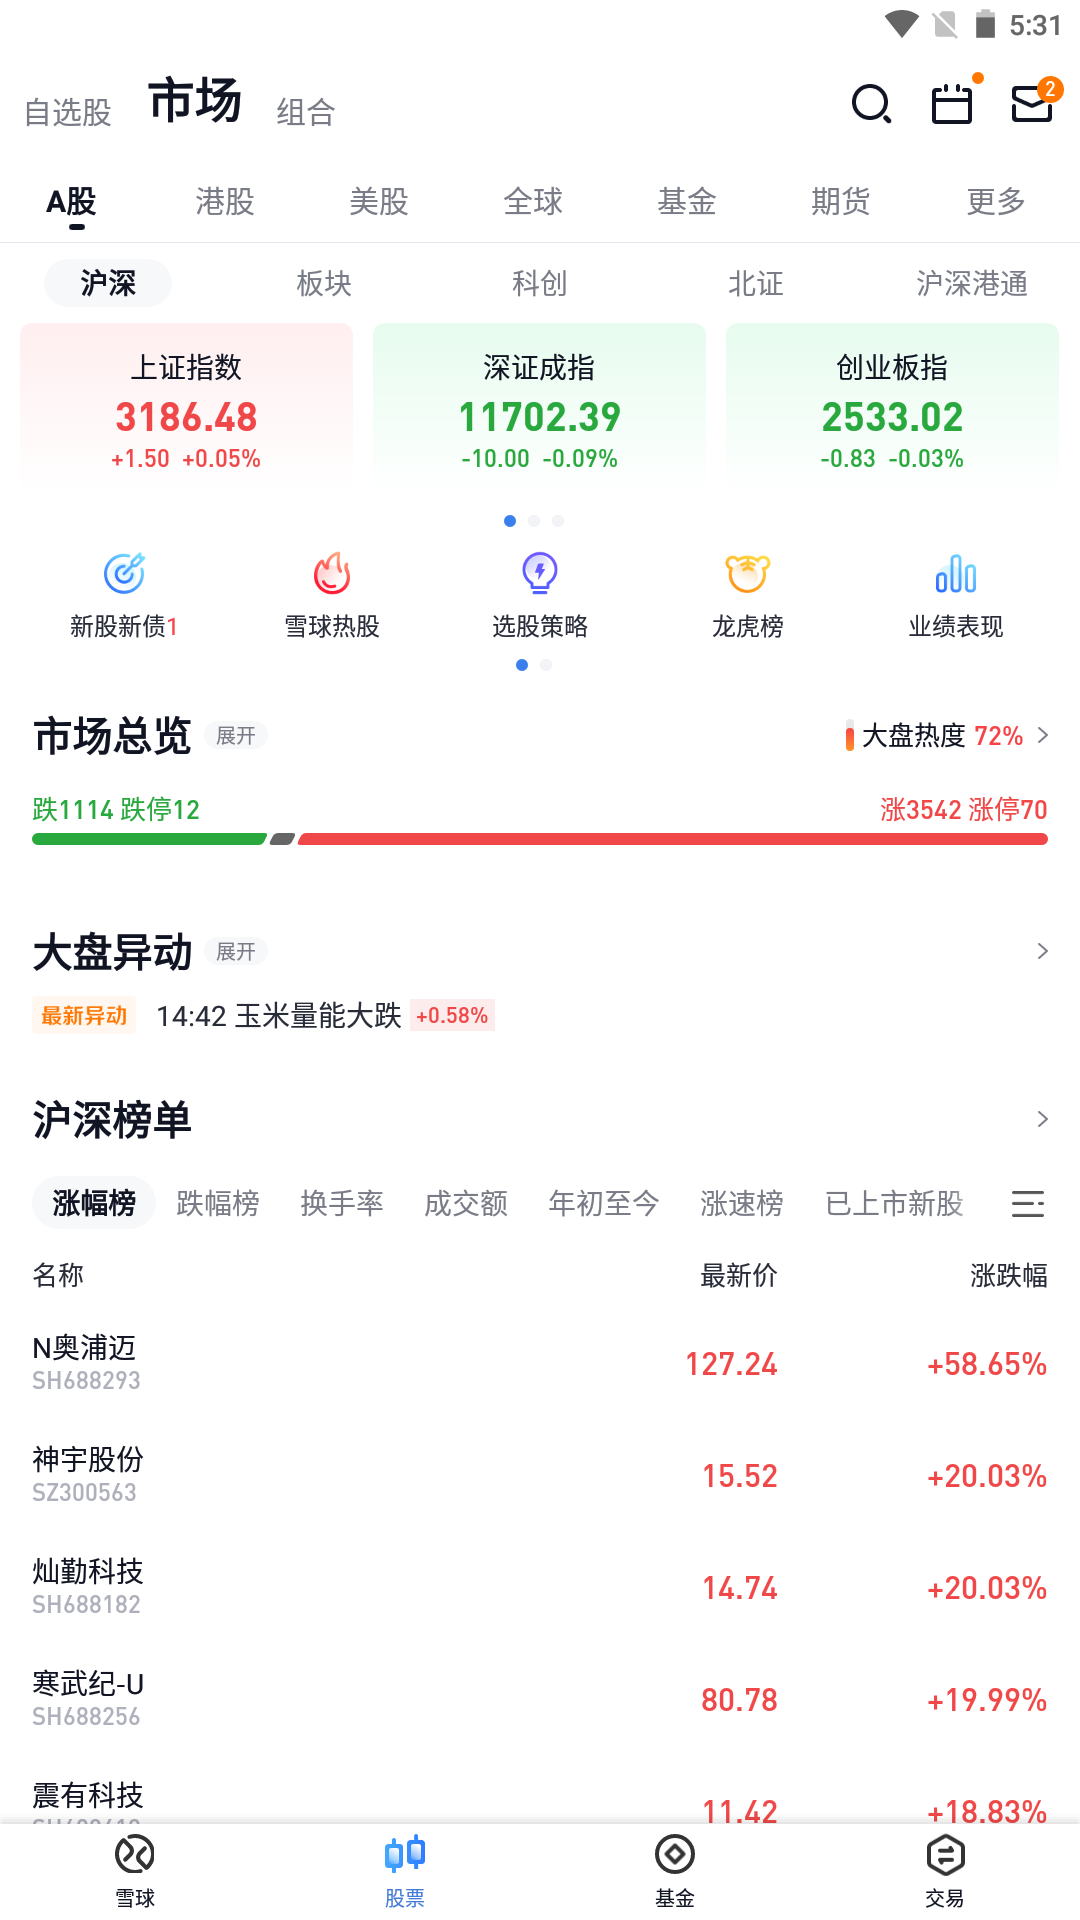 5:31
自选股 市场 组合 2
A股 港股 美股 全球 基金 期货 更多
沪深 板块 科创 北证 沪深港通
上证指数 深证成指 创业板指
3186.48 11702.39 2533.02
+1.50 +0.05% -10.00 -0.09% -0.83 -0.03%
新股新债1 雪球热股 选股策略 龙虎榜 业绩表现
市场总览 展开 大盘热度 72%
跌1114 跌停12 涨3542 涨停70
大盘异动 展开
最新异动 14:42 玉米量能大跌 +0.58%
沪深榜单
涨幅榜 跌幅榜 换手率 成交额 年初至今 涨速榜 已上市新股
名称 最新价 涨跌幅
N奥浦迈 127.24 +58.65%
SH688293
神宇股份 15.52 +20.03%
SZ300563
灿勤科技 14.74 +20.03%
SH688182
寒武纪-U 80.78 +19.99%
SH688256
震有科技 11.42 +18.83%
雪球 股票 基金 交易